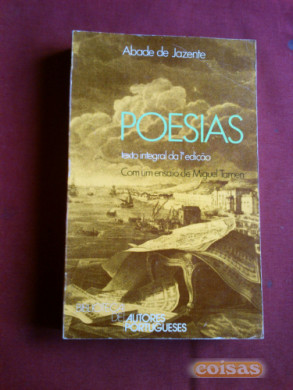 Abade de Jazente
POESIAS
texto integral da 1ª edição
Com um ensaio de Miguel Tamen
BIBLIOTECA
DE AUTORES
PORTUGUESES
coisas